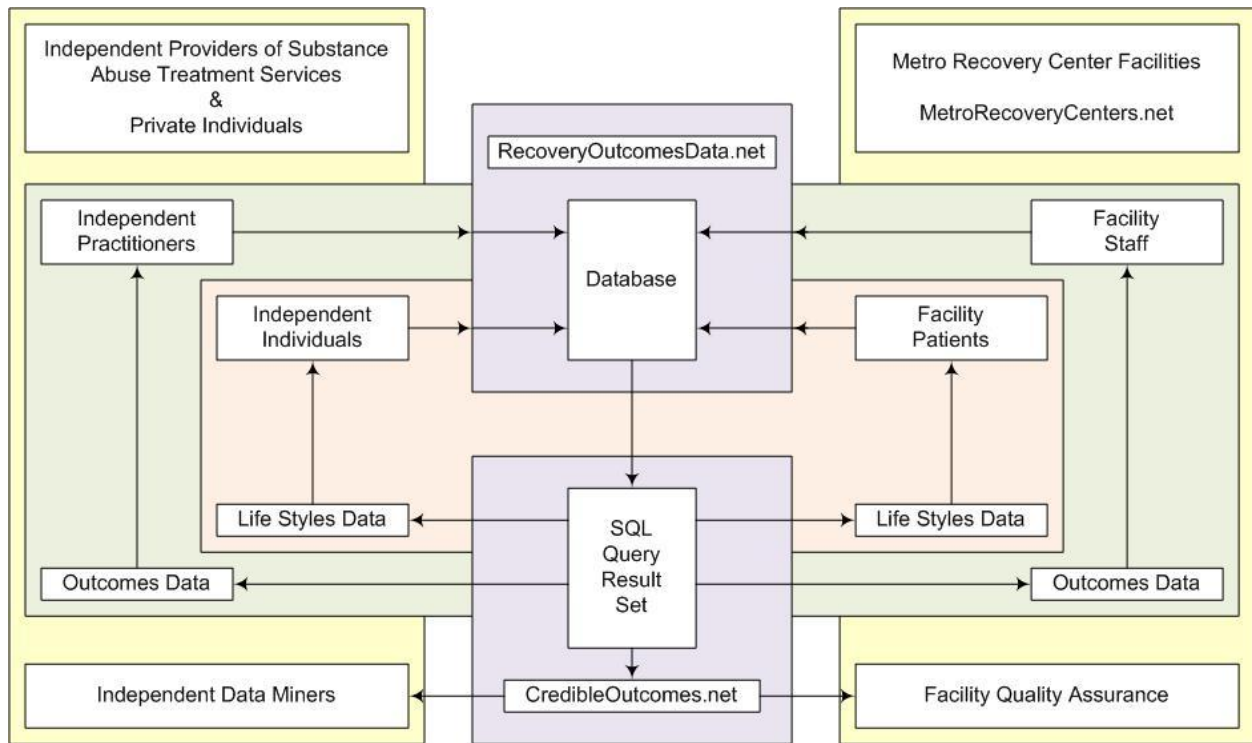 Independent Providers of Substance
Abuse Treatment Services
&
Private Individuals
Metro Recovery Center Facilities
MetroRecoveryCenters.net
RecoveryOutcomesData.net
Independent
Practitioners
Database
Facility
Staff
Independent
Individuals
Facility
Patients
Life Styles Data
SQL
Query
Result
Set
Life Styles Data
Outcomes Data
Outcomes Data
Independent Data Miners
CredibleOutcomes.net
Facility Quality Assurance